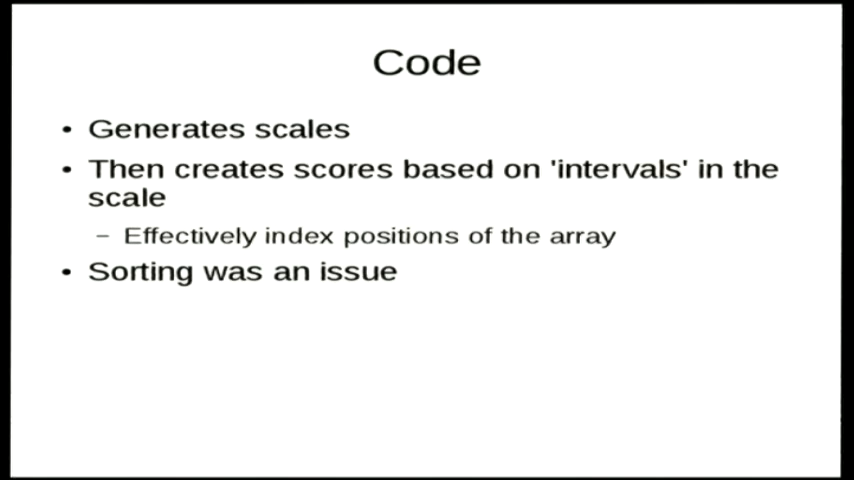 Code
• Generates scales
• Then creates scores based on 'intervals' in the
scale
– Effectively index positions of the array
• Sorting was an issue